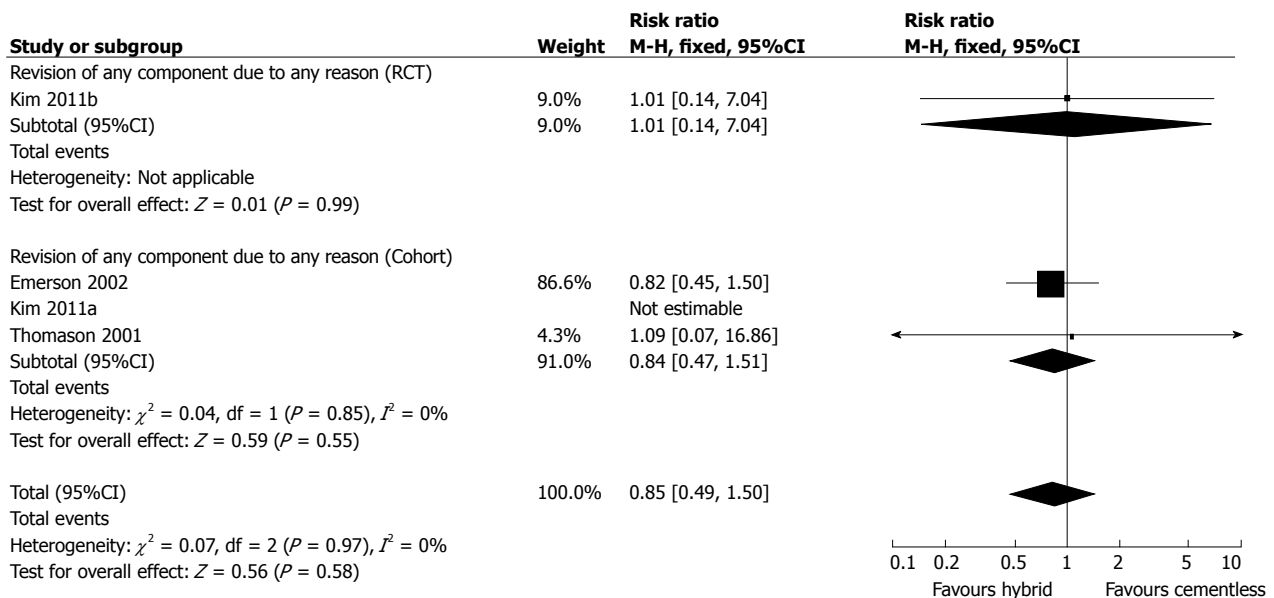 Risk ratio Risk ratio
Study or subgroup Weight M-H, fixed, 95%CI M-H, fixed, 95%CI
Revision of any component due to any reason (RCT)
Kim 2011b 9.0% 1.01 [0.14, 7.04]
Subtotal (95%CI) 9.0% 1.01 [0.14, 7.04]
Total events
Heterogeneity: Not applicable
Test for overall effect: Z = 0.01 (P = 0.99)
Revision of any component due to any reason (Cohort)
Emerson 2002 86.6% 0.82 [0.45, 1.50]
Kim 2011a Not estimable
Thomason 2001 4.3% 1.09 [0.07, 16.86]
Subtotal (95%CI) 91.0% 0.84 [0.47, 1.51]
Total events
Heterogeneity: χ² = 0.04, df = 1 (P = 0.85), I² = 0%
Test for overall effect: Z = 0.59 (P = 0.55)
Total (95%CI) 100.0% 0.85 [0.49, 1.50]
Total events
Heterogeneity: χ² = 0.07, df = 2 (P = 0.97), I² = 0%
Test for overall effect: Z = 0.56 (P = 0.58)
0.1 0.2 0.5 1 2 5 10
Favours hybrid Favours cementless